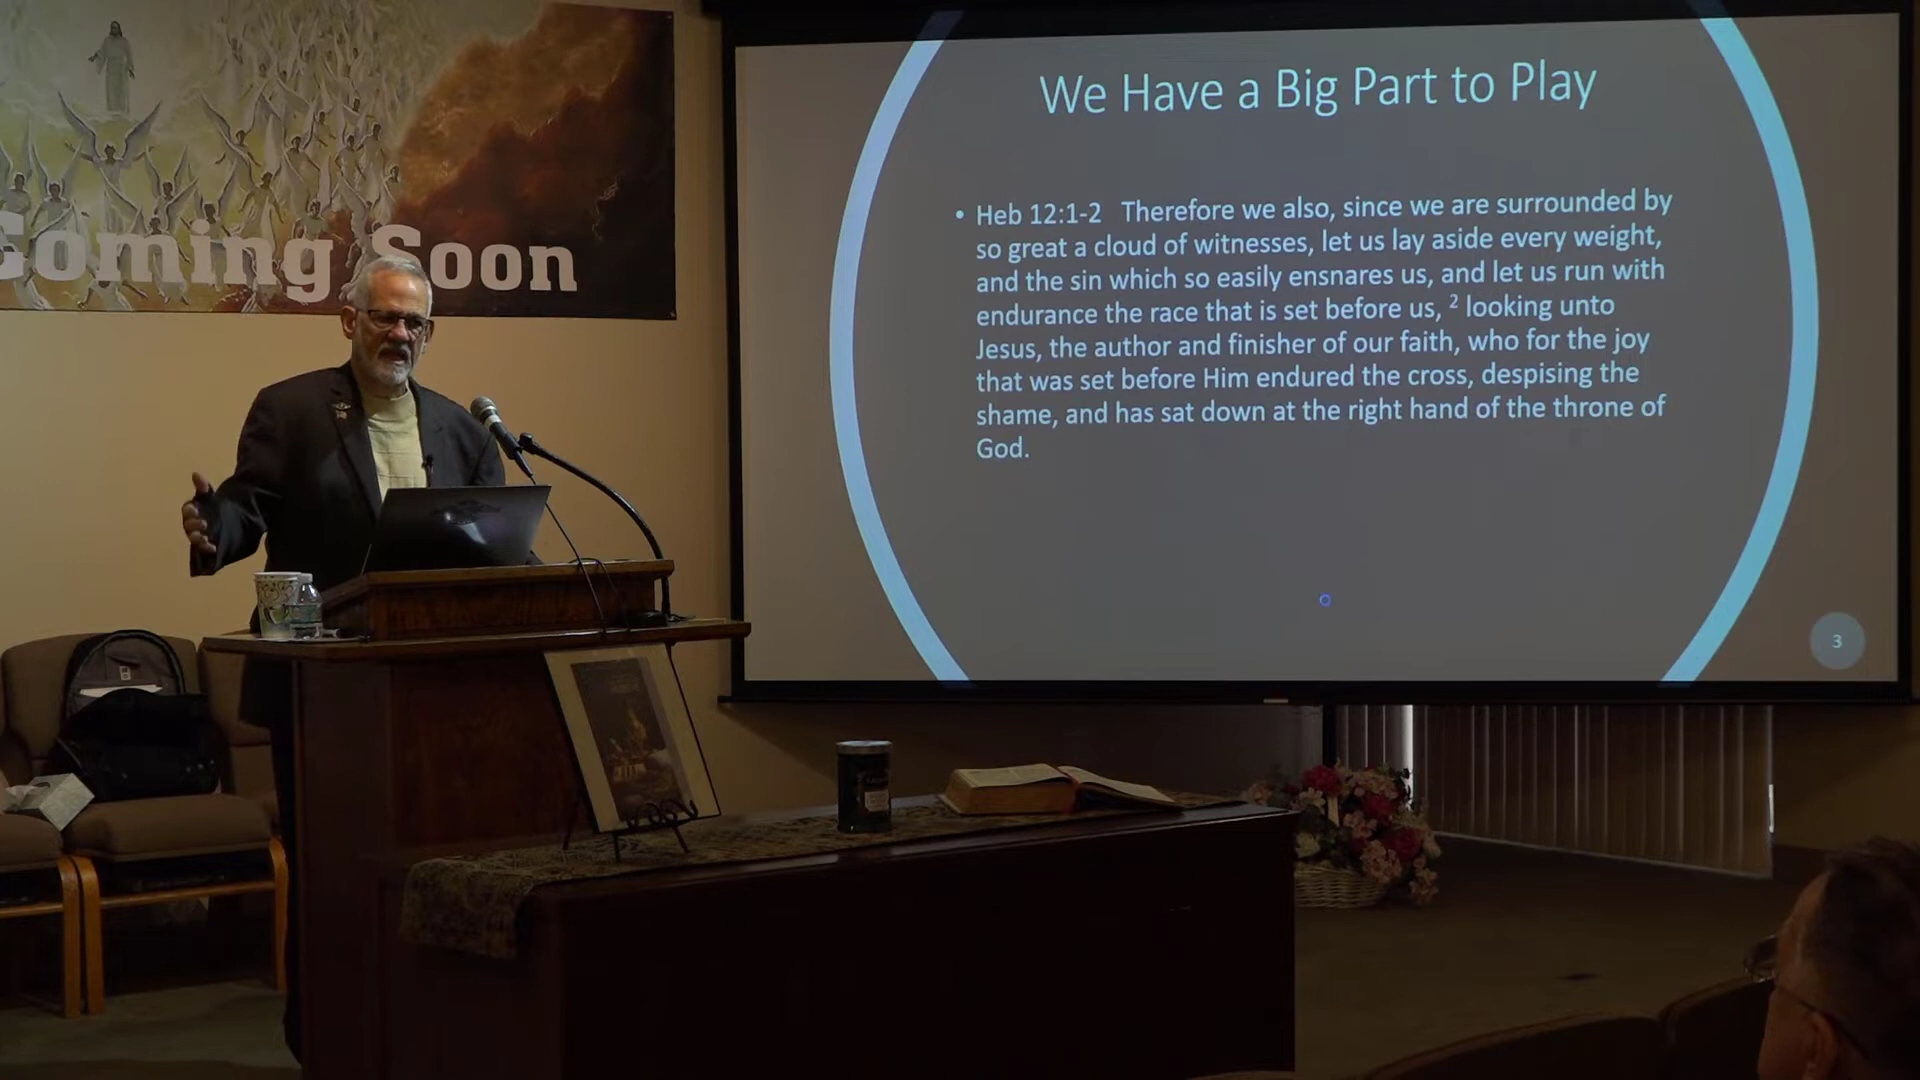 Coming Soon
We Have a Big Part to Play
• Heb 12:1-2 Therefore we also, since we are surrounded by
so great a cloud of witnesses, let us lay aside every weight,
and the sin which so easily ensnares us, and let us run with
endurance the race that is set before us, ² looking unto
Jesus, the author and finisher of our faith, who for the joy
that was set before Him endured the cross, despising the
shame, and has sat down at the right hand of the throne of
God.
3